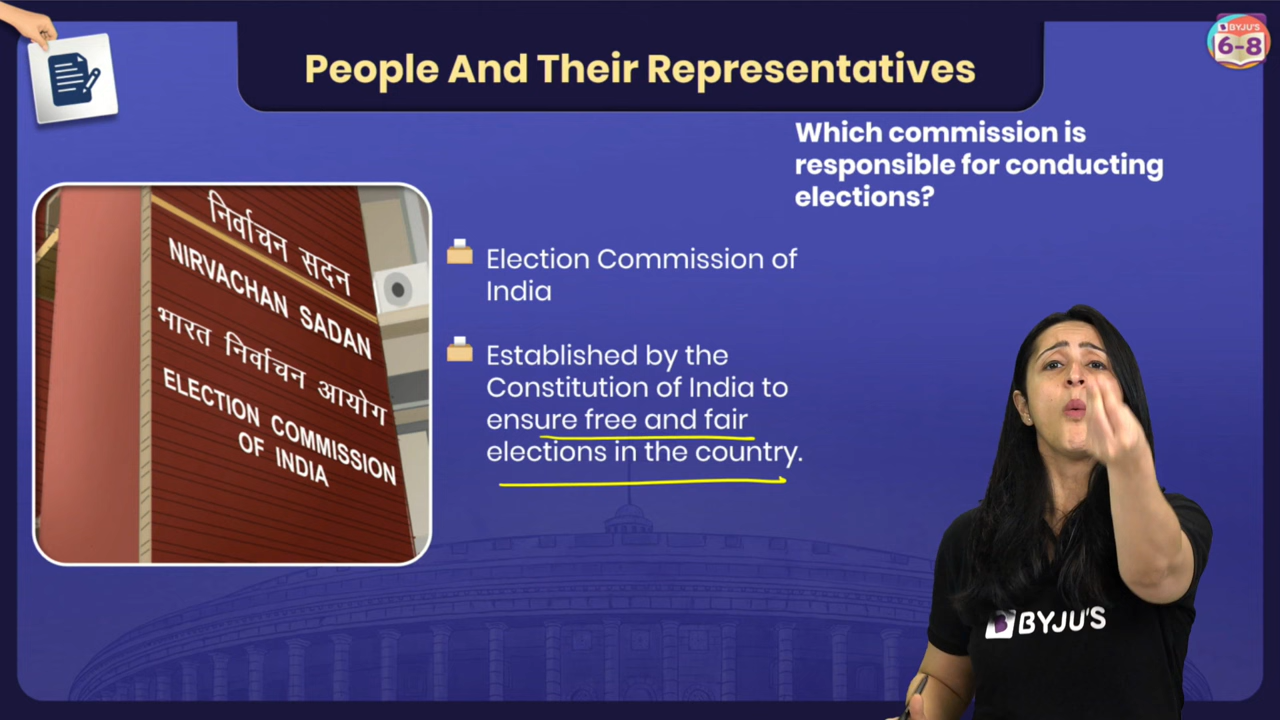 People And Their Representatives
BYJU'S
6-8
Which commission is
responsible for conducting
elections?
निर्वाचन सदन
NIRVACHAN SADAN
भारत निर्वाचन आयोग
ELECTION COMMISSION
OF INDIA
Election Commission of
India
Established by the
Constitution of India to
ensure free and fair
elections in the country.
BYJU'S